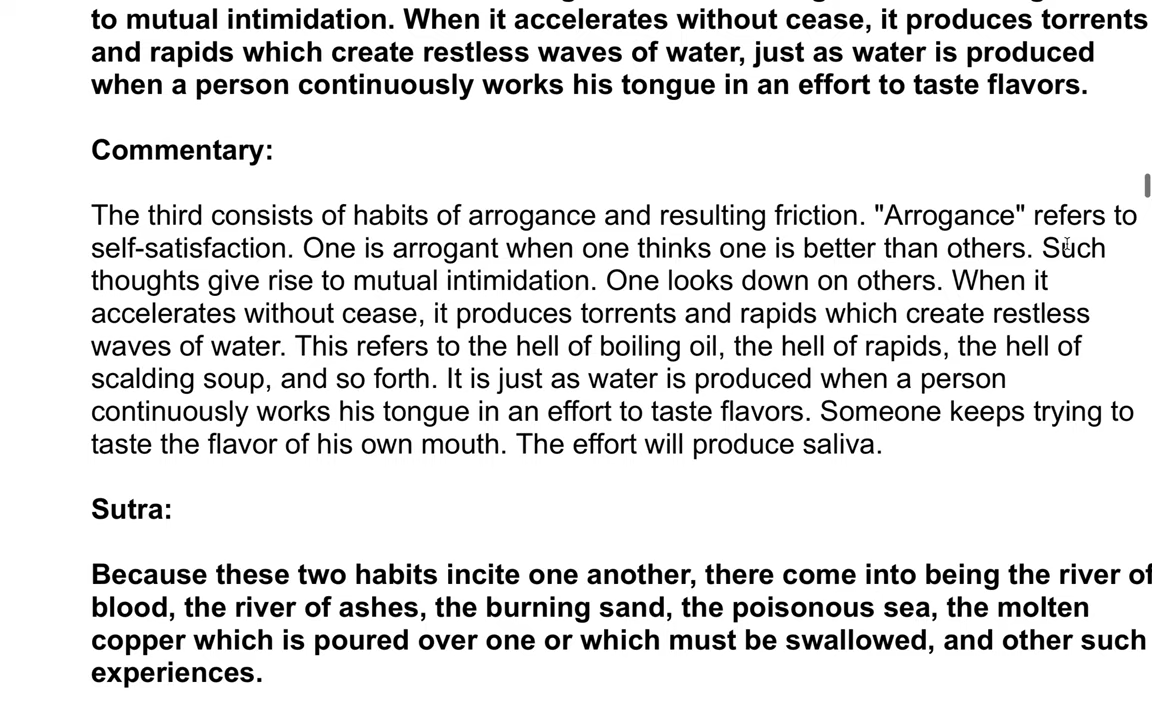 to mutual intimidation. When it accelerates without cease, it produces torrents
and rapids which create restless waves of water, just as water is produced
when a person continuously works his tongue in an effort to taste flavors.
Commentary:
The third consists of habits of arrogance and resulting friction. "Arrogance" refers to
self-satisfaction. One is arrogant when one thinks one is better than others. Such
thoughts give rise to mutual intimidation. One looks down on others. When it
accelerates without cease, it produces torrents and rapids which create restless
waves of water. This refers to the hell of boiling oil, the hell of rapids, the hell of
scalding soup, and so forth. It is just as water is produced when a person
continuously works his tongue in an effort to taste flavors. Someone keeps trying to
taste the flavor of his own mouth. The effort will produce saliva.
Sutra:
Because these two habits incite one another, there come into being the river of
blood, the river of ashes, the burning sand, the poisonous sea, the molten
copper which is poured over one or which must be swallowed, and other such
experiences.